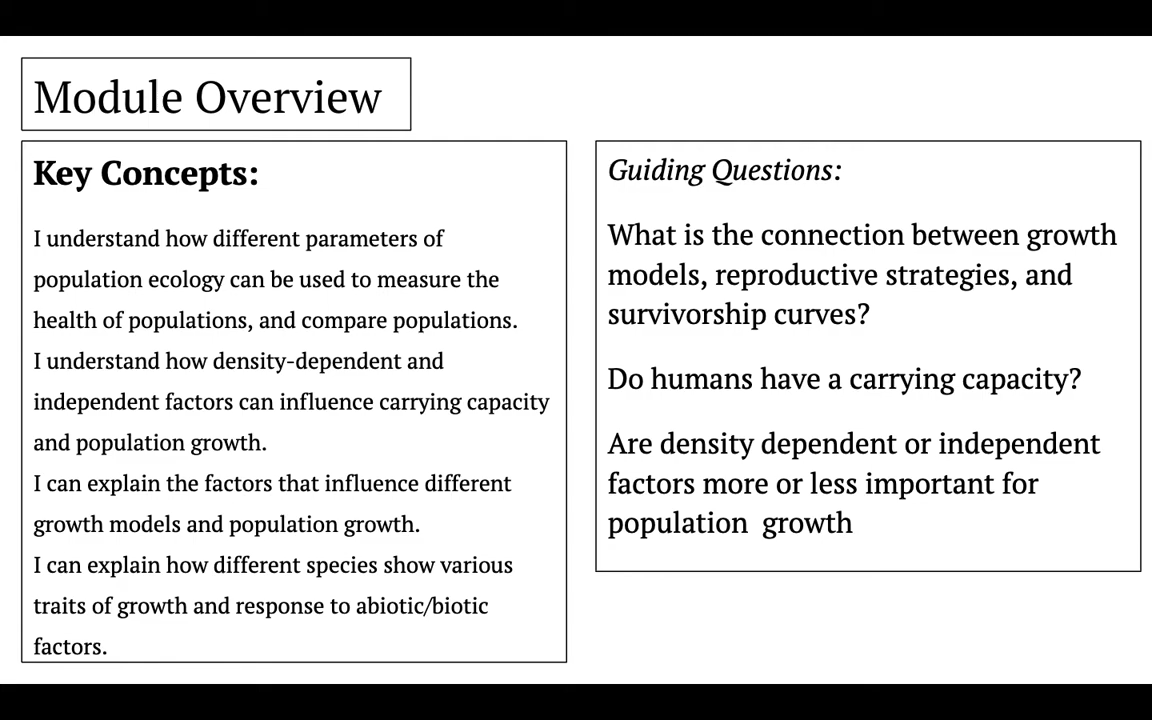 Module Overview
Key Concepts:
I understand how different parameters of
population ecology can be used to measure the
health of populations, and compare populations.
I understand how density-dependent and
independent factors can influence carrying capacity
and population growth.
I can explain the factors that influence different
growth models and population growth.
I can explain how different species show various
traits of growth and response to abiotic/biotic
factors.
Guiding Questions:
What is the connection between growth
models, reproductive strategies, and
survivorship curves?
Do humans have a carrying capacity?
Are density dependent or independent
factors more or less important for
population  growth